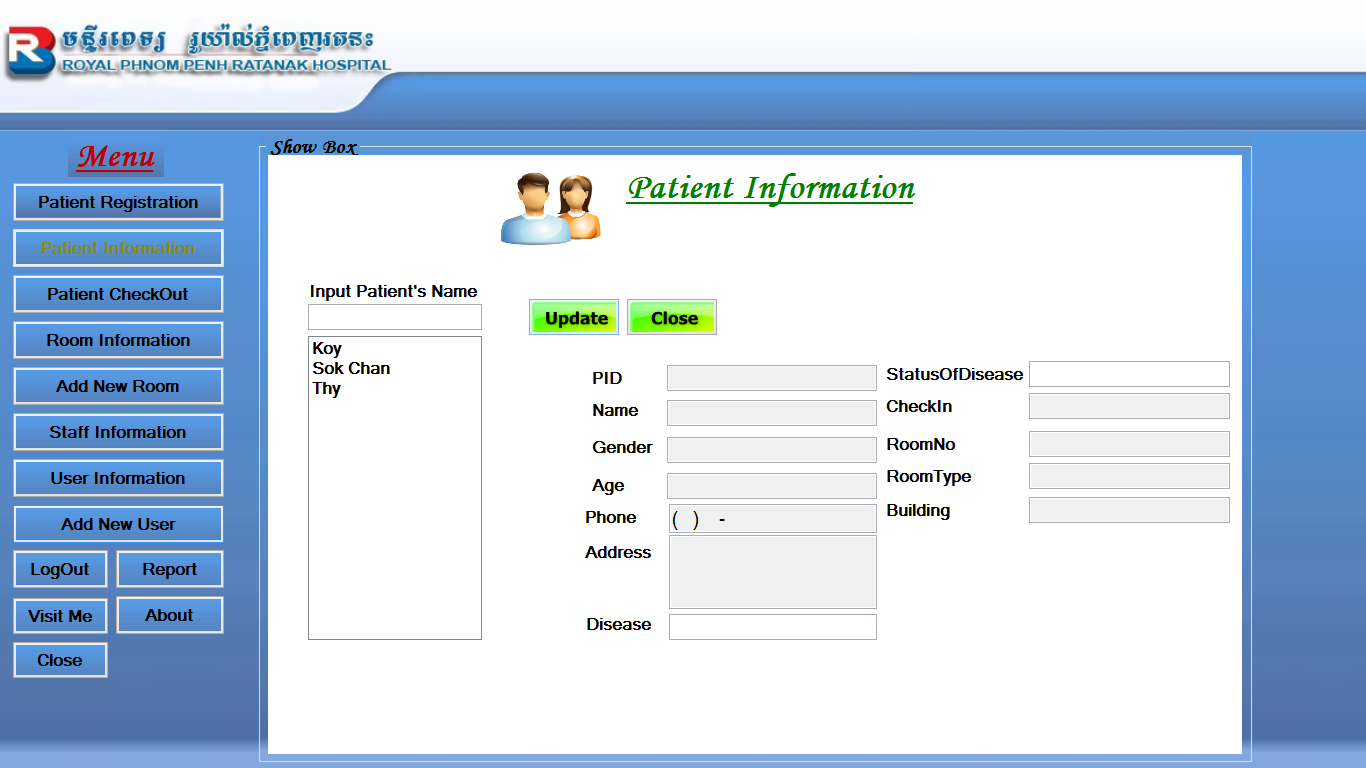 មន្ទីរពេទ្យ រ៉ូយ៉ាល់ភ្នំពេញរតនះ
ROYAL PHNOM PENH RATANAK HOSPITAL
Menu
Patient Registration
Patient Information
Patient CheckOut
Room Information
Add New Room
Staff Information
User Information
Add New User
LogOut
Report
Visit Me
About
Close
Show Box
Patient Information
Input Patient's Name
Koy
Sok Chan
Thy
Update
Close
PID
Name
Gender
Age
Phone
( ) -
Address
Disease
StatusOfDisease
CheckIn
RoomNo
RoomType
Building